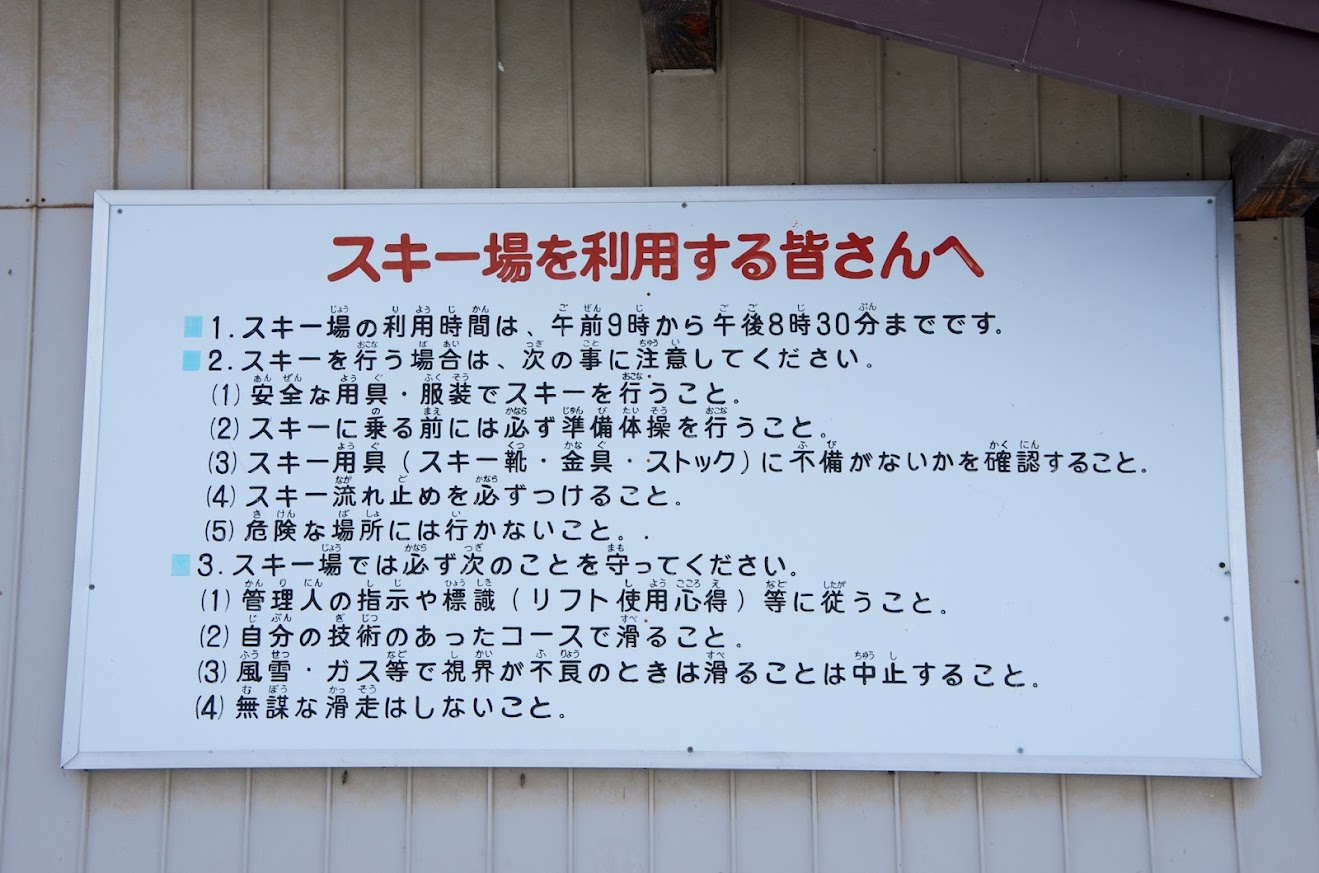 スキー場を利用する皆さんへ
1.スキー場の利用時間は、午前9時から午後8時30分までです。
2.スキーを行う場合は、次の事に注意してください。
(1)安全な用具・服装でスキーを行うこと。
(2)スキーに乗る前には必ず準備体操を行うこと。
(3)スキー用具(スキー靴・金具・ストック)に不備がないかを確認すること.
(4)スキー流れ止めを必ずつけること。
(5)危険な場所には行かないこと。.
3.スキー場では必ず次のことを守ってください。
(1)管理人の指示や標識(リフト使用心得)等に従うこと。
(2)自分の技術のあったコースで滑ること。
(3)風雪・ガス等で視界が不良のときは滑ることは中止すること。
(4)無謀な滑走はしないこと。